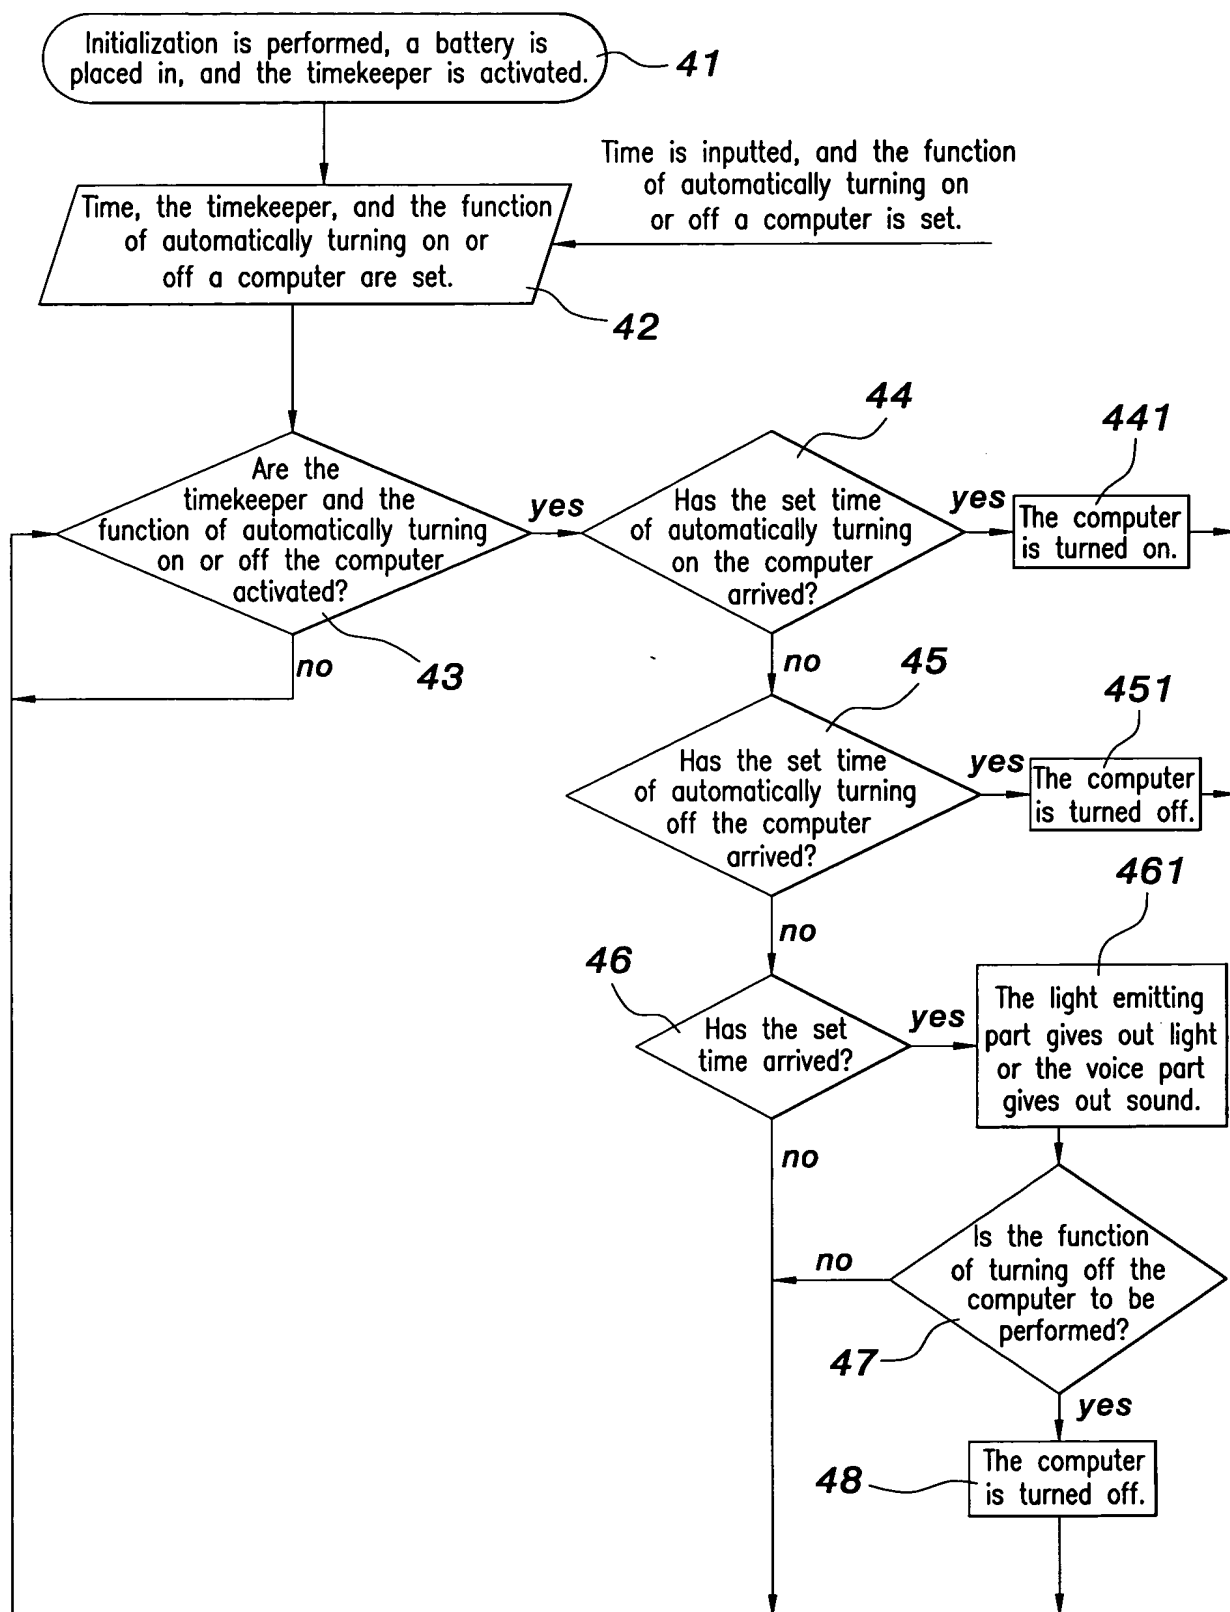 Initialization is performed, a battery is
placed in, and the timekeeper is activated.
41
Time is inputted, and the function
of automatically turning on
or off a computer is set.
Time, the timekeeper, and the function
of automatically turning on or
off a computer are set.
42
Are the
timekeeper and the
function of automatically turning
on or off the computer
activated?
43
yes
no
44
Has the set time
of automatically turning
on the computer
arrived?
yes
no
441
The computer
is turned on.
45
Has the set time
of automatically turning
off the computer
arrived?
yes
no
451
The computer
is turned off.
46
Has the set
time arrived?
yes
no
461
The light emitting
part gives out light
or the voice part
gives out sound.
Is the function
of turning off the
computer to be
performed?
47
no
yes
48
The computer
is turned off.